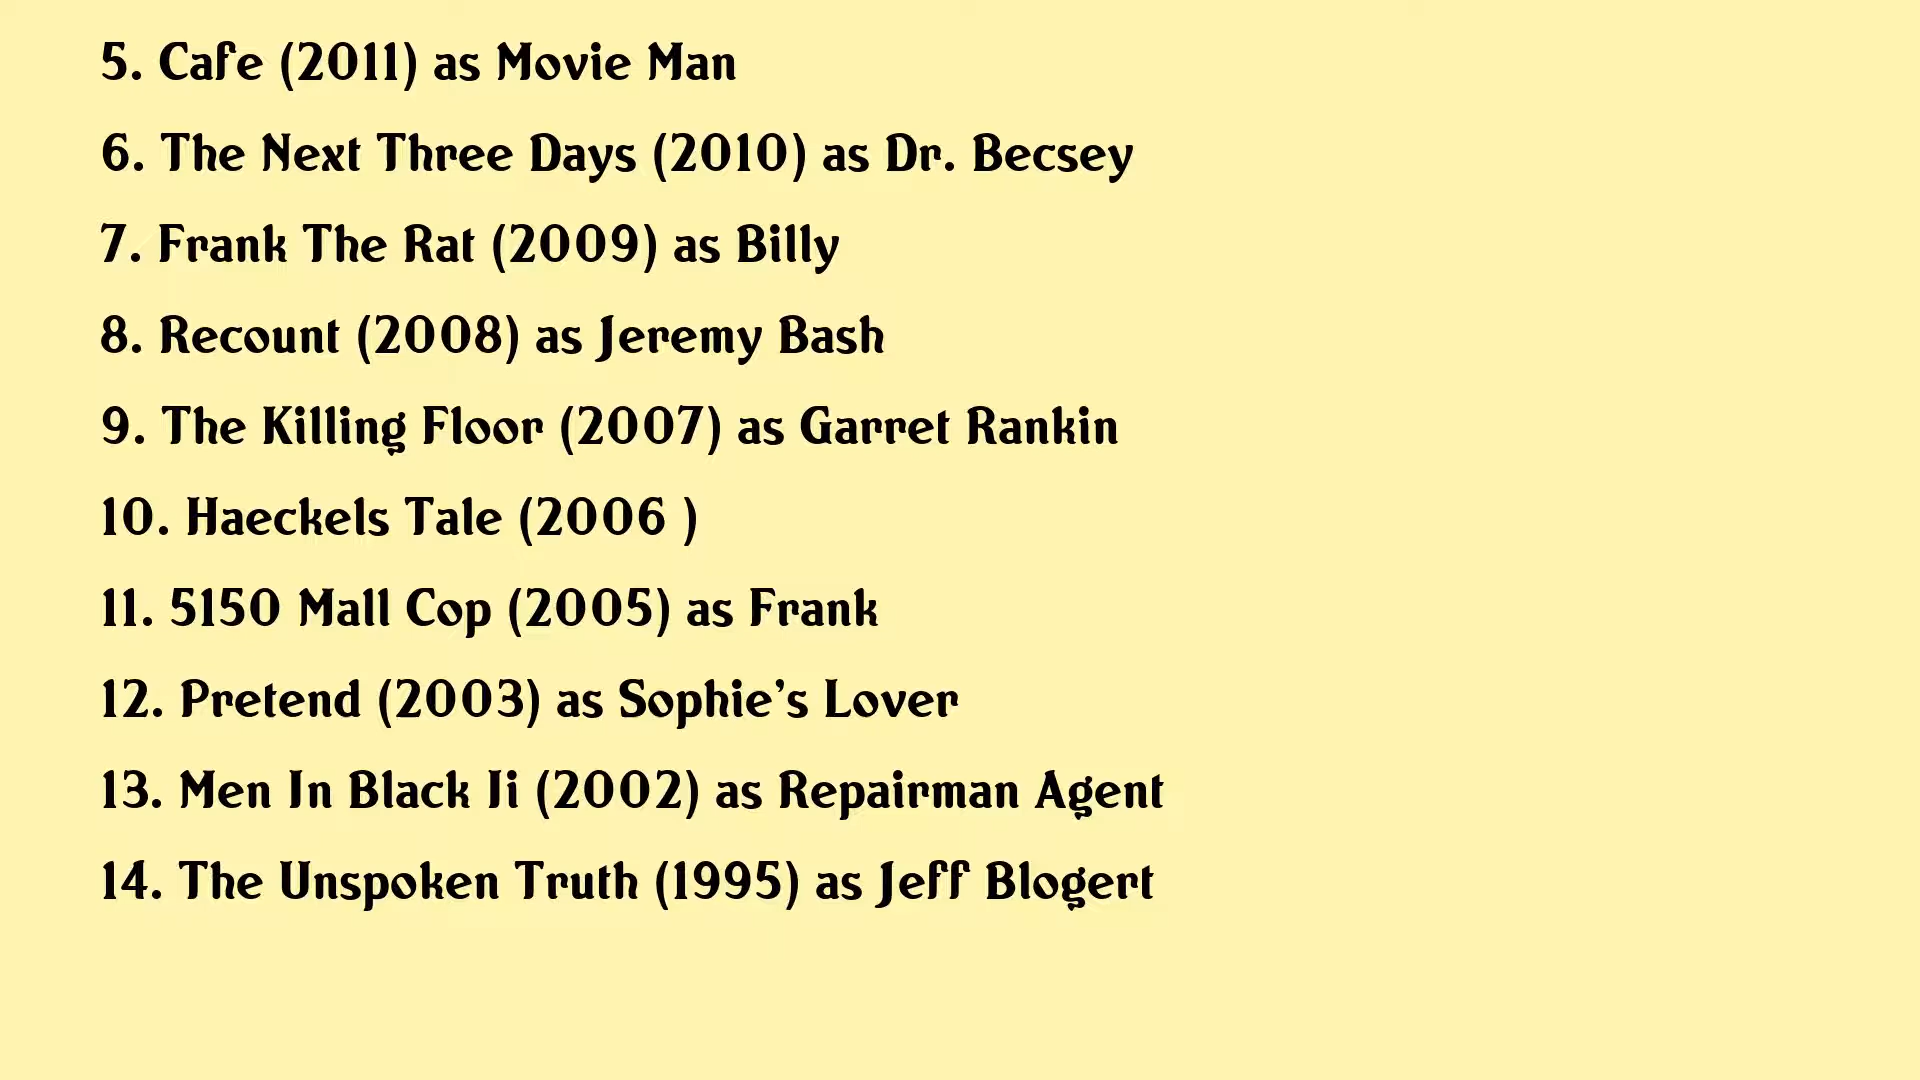 5. Cafe (2011) as Movie Man
6. The Next Three Days (2010) as Dr. Becsey
7. Frank The Rat (2009) as Billy
8. Recount (2008) as Jeremy Bash
9. The Killing Floor (2007) as Garret Rankin
10. Haeckels Tale (2006 )
11. 5150 Mall Cop (2005) as Frank
12. Pretend (2003) as Sophie's Lover
13. Men In Black Ii (2002) as Repairman Agent
14. The Unspoken Truth (1995) as Jeff Blogert